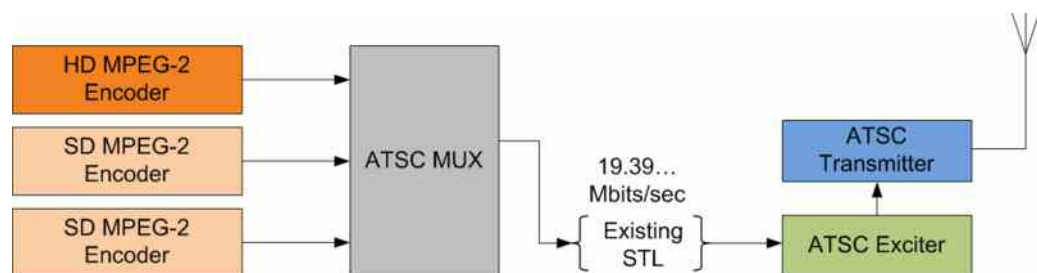 HD MPEG-2
Encoder
SD MPEG-2
Encoder
SD MPEG-2
Encoder
ATSC MUX
19.39...
Mbits/sec
Existing
STL
ATSC
Transmitter
ATSC Exciter